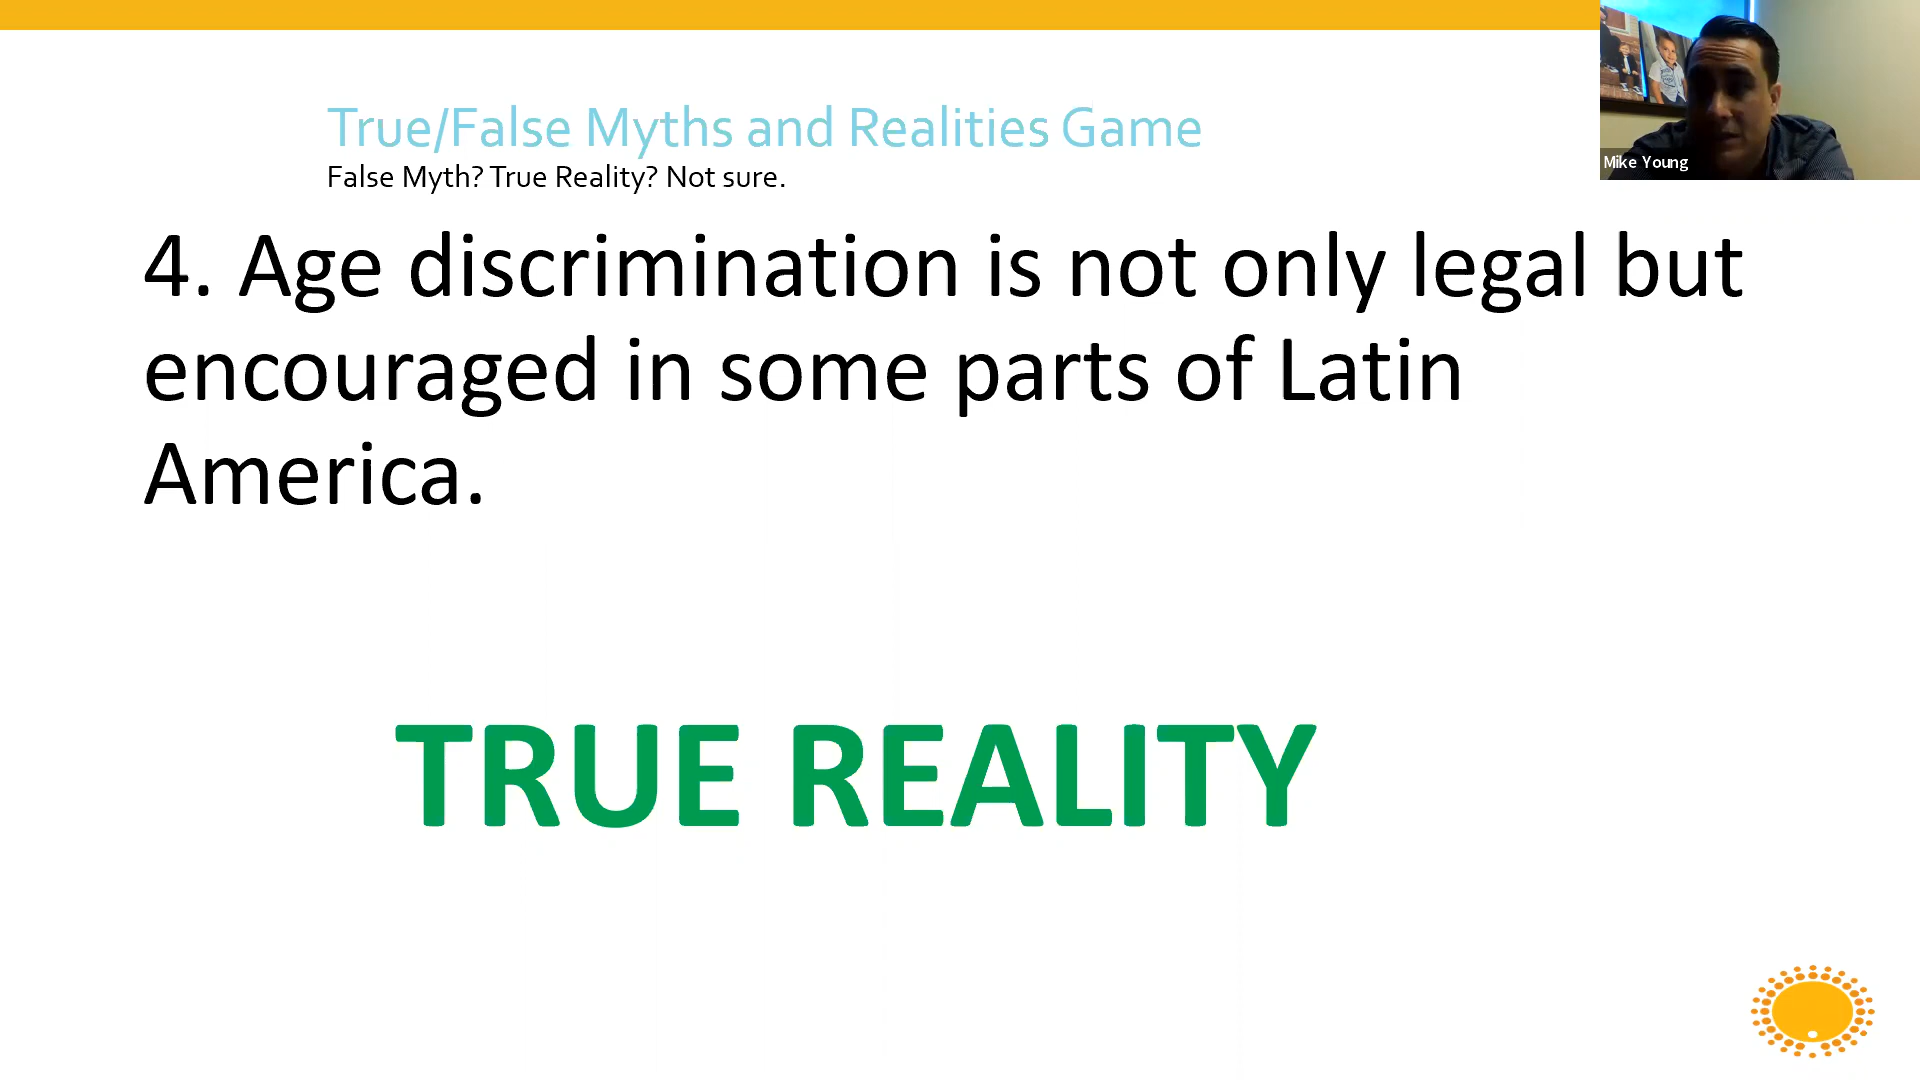 True/False Myths and Realities Game
False Myth? True Reality? Not sure.
Mike Young
4. Age discrimination is not only legal but
encouraged in some parts of Latin
America.
TRUE REALITY